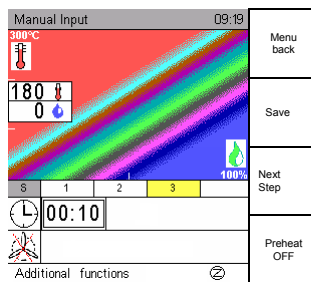 Manual Input 09:19
300°C
180
0
100%
S 1 2 3
00:10
Additional functions
Menu
back
Save
Next
Step
Preheat
OFF